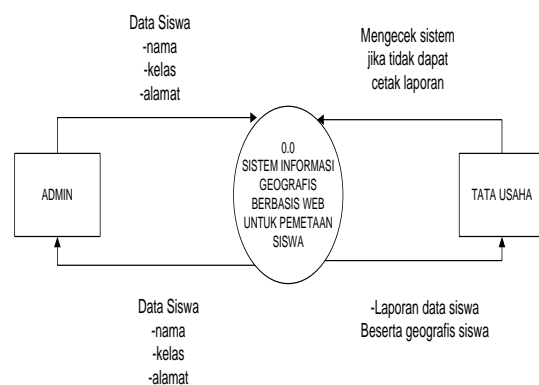 Data Siswa
-nama
-kelas
-alamat
Mengecek sistem
jika tidak dapat
cetak laporan
ADMIN
0.0
SISTEM INFORMASI
GEOGRAFIS
BERBASIS WEB
UNTUK PEMETAAN
SISWA
TATA USAHA
Data Siswa
-nama
-kelas
-alamat
-Laporan data siswa
Beserta geografis siswa